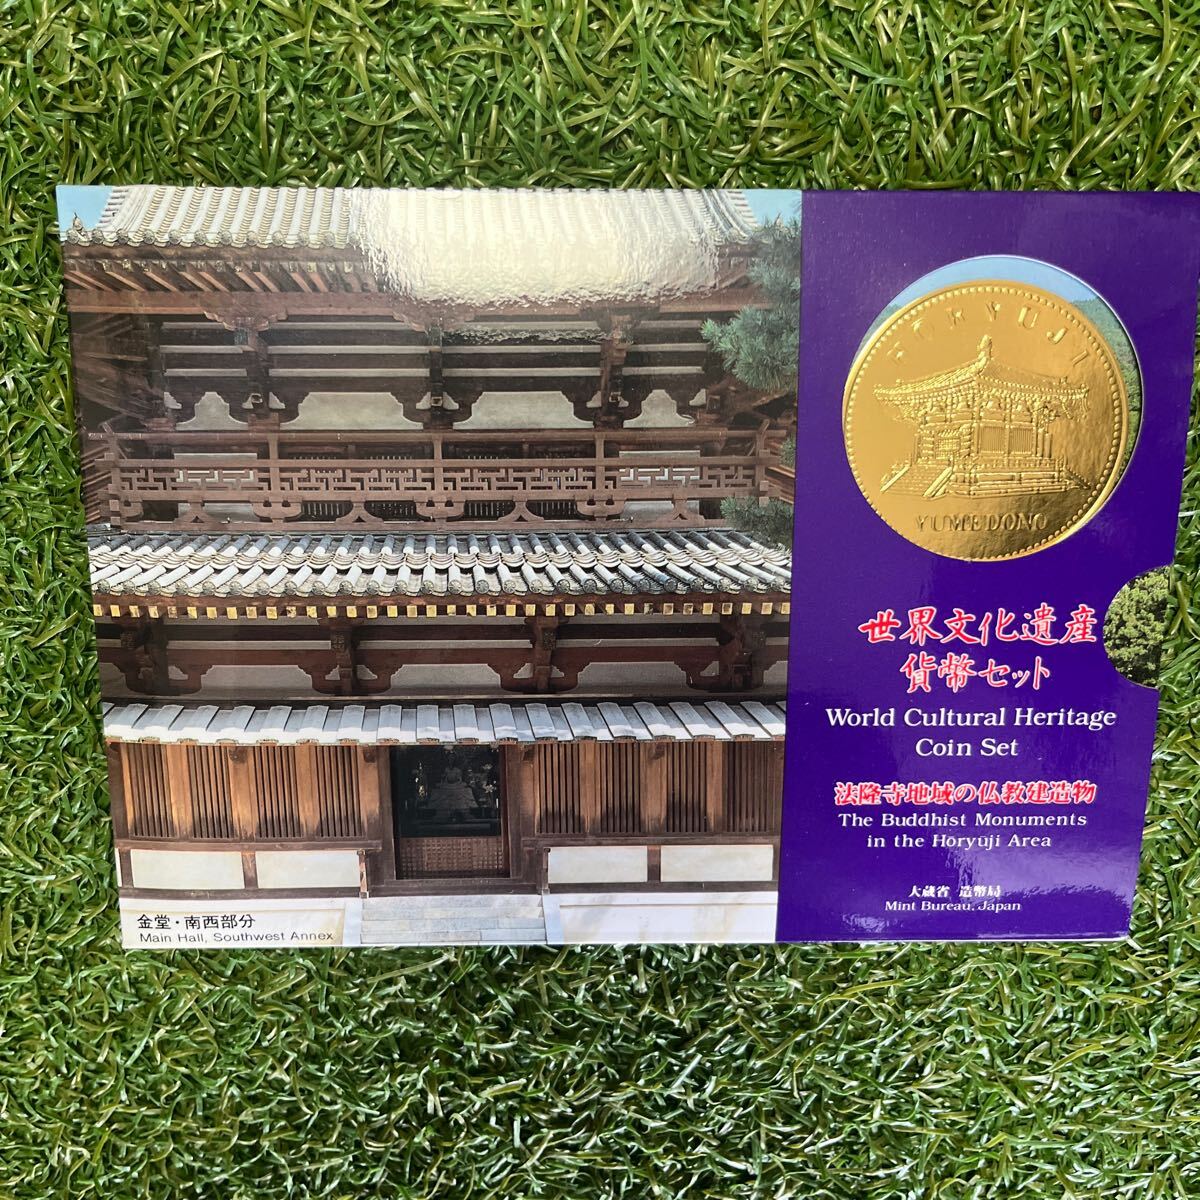 HORYUJI
YUMEDONO
世界文化遺産
貨幣セット
World Cultural Heritage
Coin Set
法隆寺地域の仏教建造物
The Buddhist Monuments
in the Hōryūji Area
大蔵省 造幣局
Mint Bureau, Japan
金堂・南西部分
Main Hall, Southwest Annex